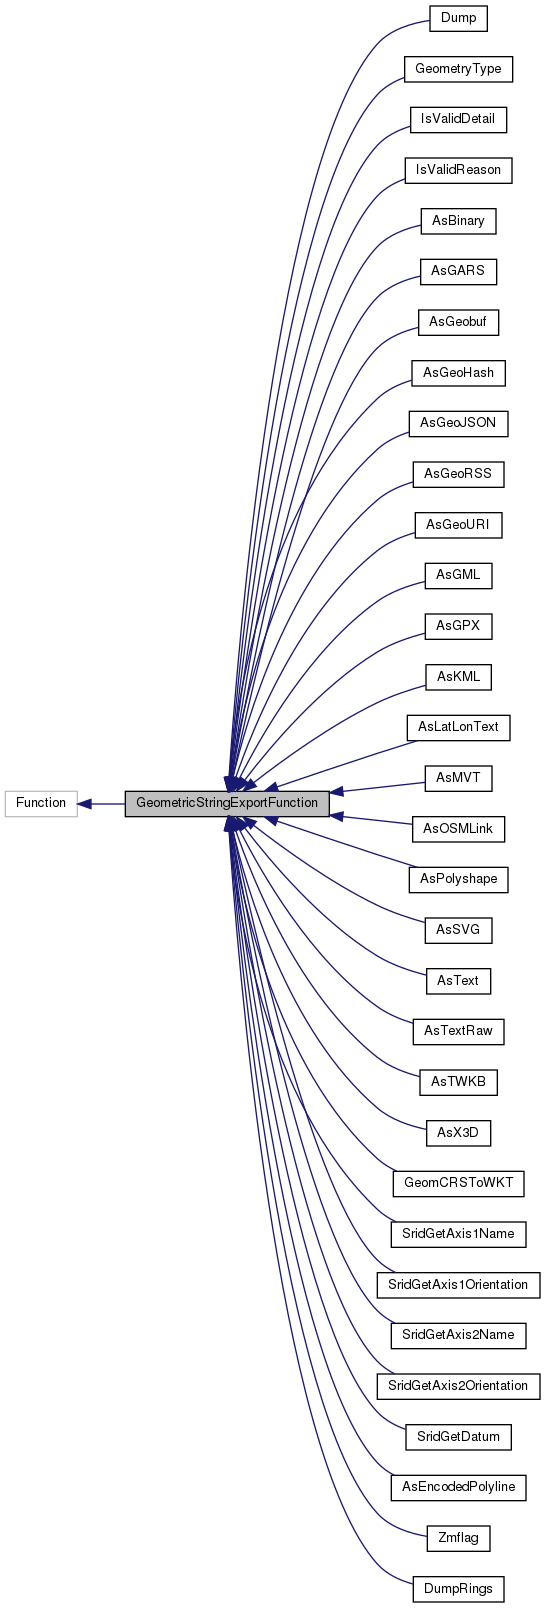 Dump
GeometryType
IsValidDetail
IsValidReason
AsBinary
AsGARS
AsGeobuf
AsGeoHash
AsGeoJSON
AsGeoRSS
AsGeoURI
AsGML
AsGPX
AsKML
AsLatLonText
AsMVT
Function
GeometricStringExportFunction
AsOSMLink
AsPolyshape
AsSVG
AsText
AsTextRaw
AsTWKB
AsX3D
GeomCRSToWKT
SridGetAxis1Name
SridGetAxis1Orientation
SridGetAxis2Name
SridGetAxis2Orientation
SridGetDatum
AsEncodedPolyline
Zmflag
DumpRings